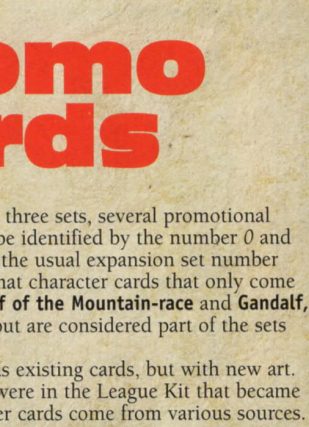 omo
rds
three sets, several promotional
be identified by the number 0 and
the usual expansion set number
hat character cards that only come
f of the Mountain-race and Gandalf,
out are considered part of the sets
s existing cards, but with new art.
were in the League Kit that became
er cards come from various sources.